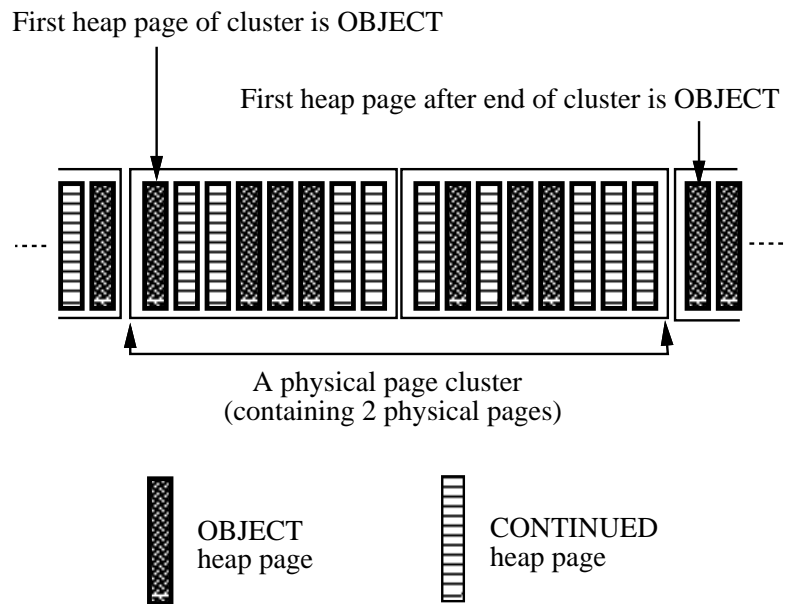 First heap page of cluster is OBJECT
First heap page after end of cluster is OBJECT
A physical page cluster
(containing 2 physical pages)
OBJECT
heap page
CONTINUED
heap page